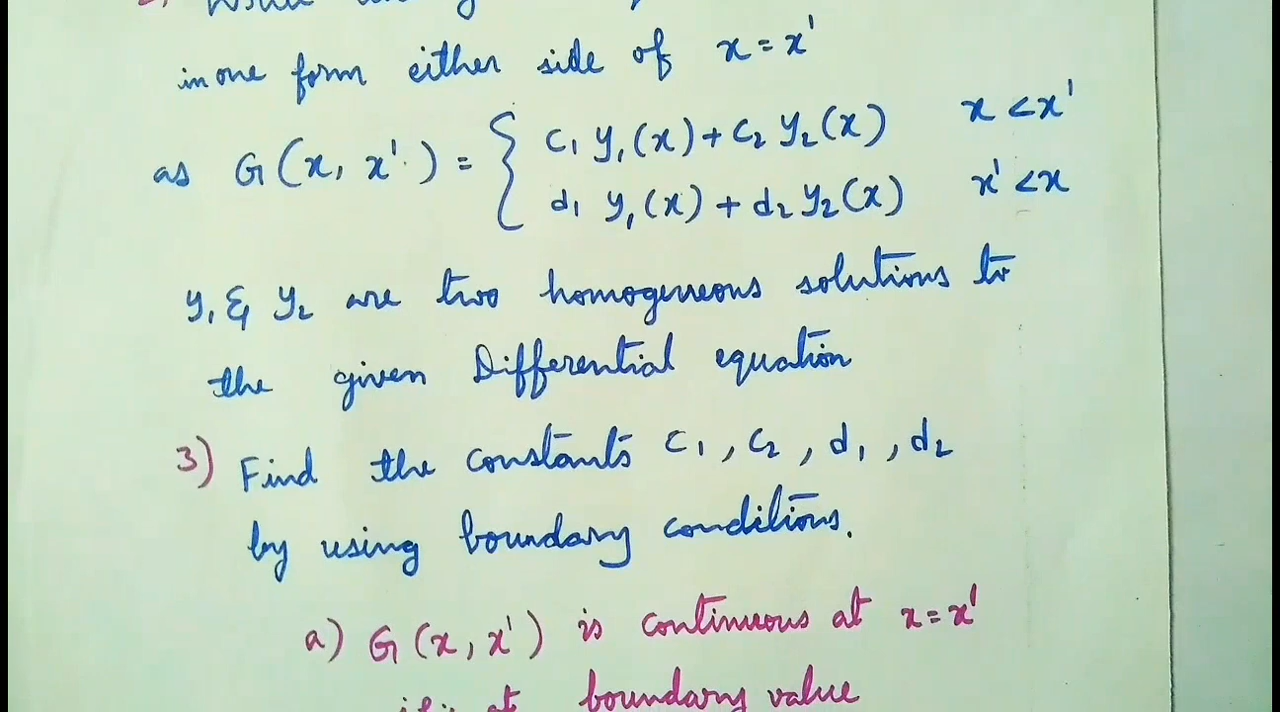 in one form either side of x = x'
as G(x, x') = { c₁ y₁(x) + c₂ y₂(x)   x < x'
d₁ y₁(x) + d₂ y₂(x)   x' < x
y₁ & y₂ are two homogeneous solutions to
the given Differential equation
3) Find the constants c₁, c₂, d₁, d₂
by using boundary conditions.
a) G(x, x') is continuous at x = x'
at boundary value